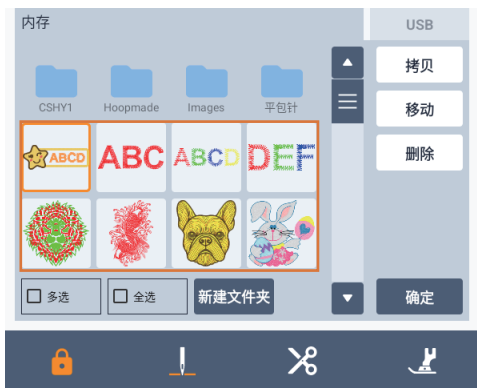 内存
USB
CSHY1 Hoopmade Images 平包针
拷贝
移动
删除
ABCD ABC ABCD DEF
多选 全选 新建文件夹 确定